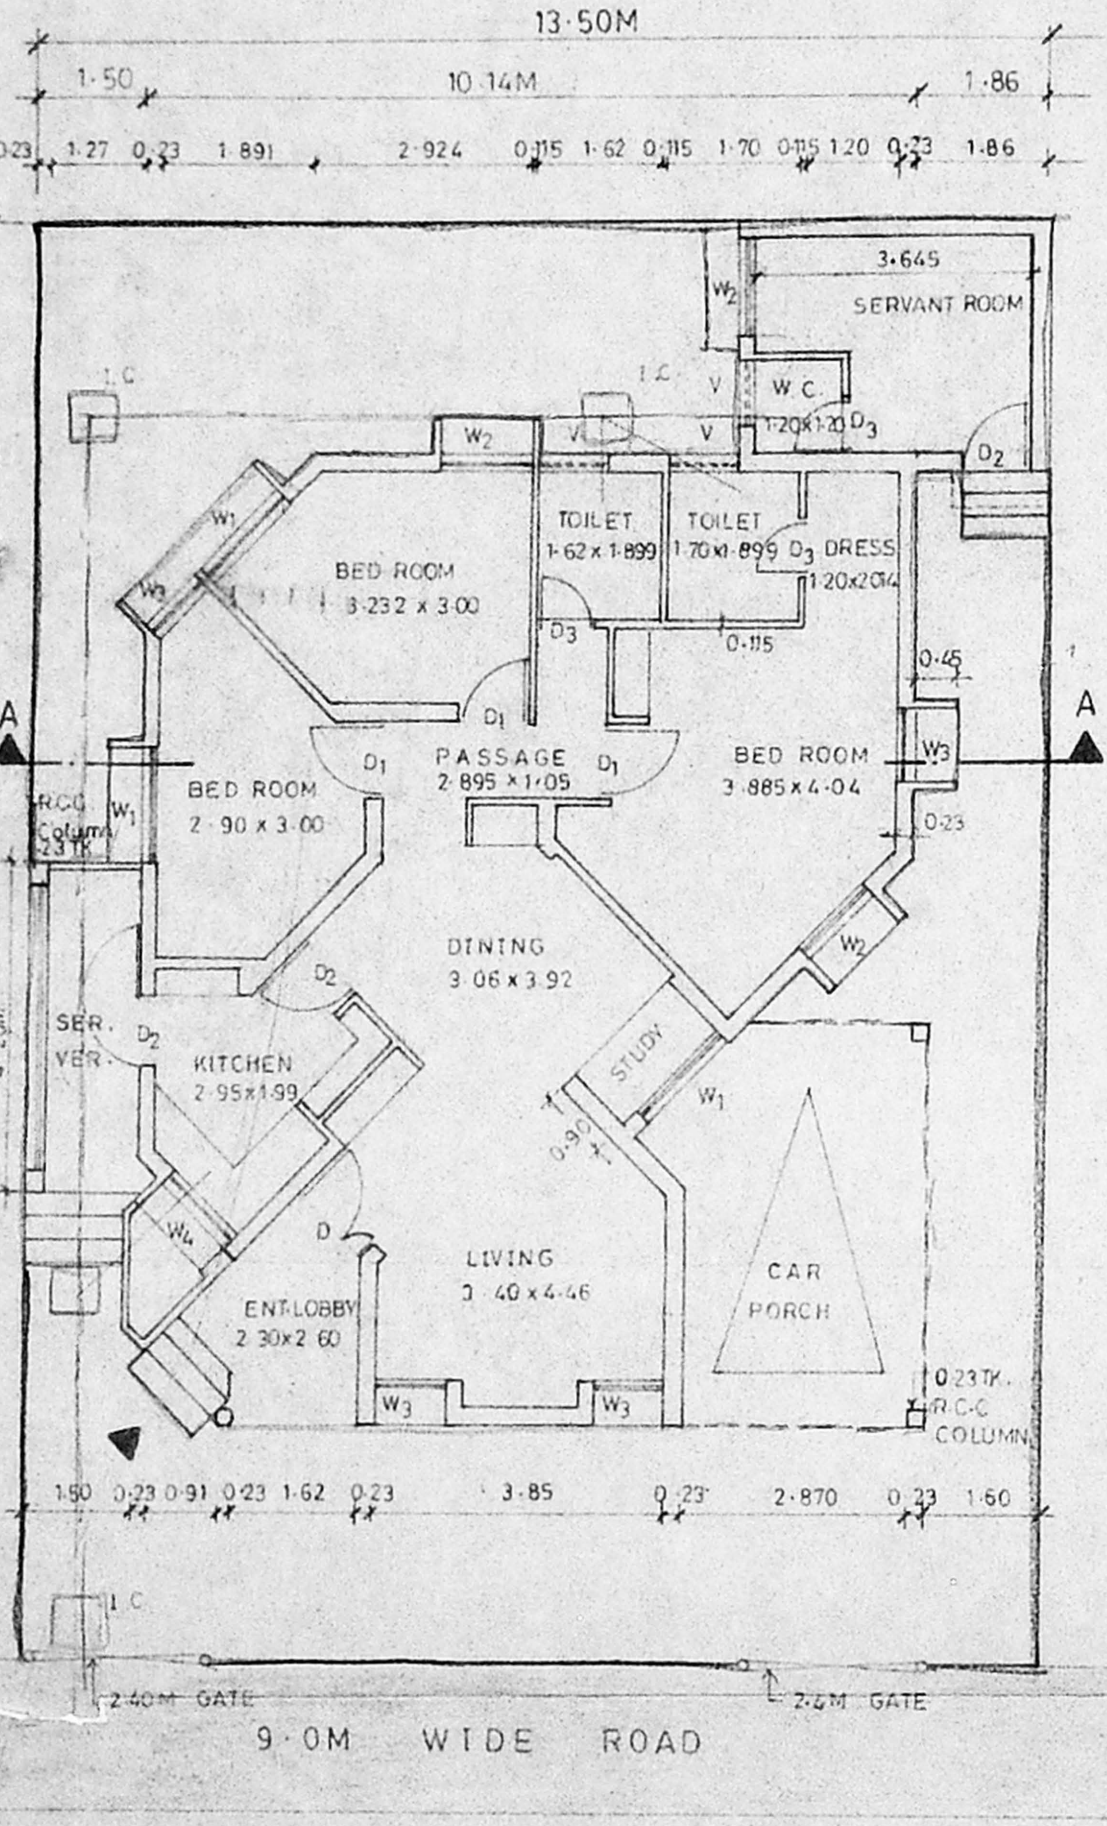 13.50M
1.50 10.14M 1.86
0.23 1.27 0.23 1.891 2.924 0.115 1.62 0.115 1.70 0.115 1.20 0.23 1.86
3.645
SERVANT ROOM
W2
I.C I.C V W C.
1.20x1.20 D3
W2 V V D2
W1
TOILET TOILET
1.62 x 1.899 1.70x1.899 D3 DRESS
1.20x2.014
BED ROOM
3.232 x 3.00
W3
D3 0.115
0.45
A A
D1
PASSAGE
2.895 x 1.05
D1 D1
BED ROOM
3.885 x 4.04
W3
BED ROOM
2.90 x 3.00
R.C.C
Column
.23 TK
W1
0.23
DINING
3.06 x 3.92
W2
D2
SER.
VER.
D2
KITCHEN
2.95x1.99
STUDY
W1
0.90
W4
D
LIVING
40 x 4.46
CAR
PORCH
ENT.LOBBY
2.30x2.60
W3 W3
0.23TK.
R.C.C
COLUMN
0.23 0.91 0.23 1.62 0.23 3.85 0.23 2.870 0.23 1.60
I.C
2.40M GATE 2.4M GATE
9.0M WIDE ROAD